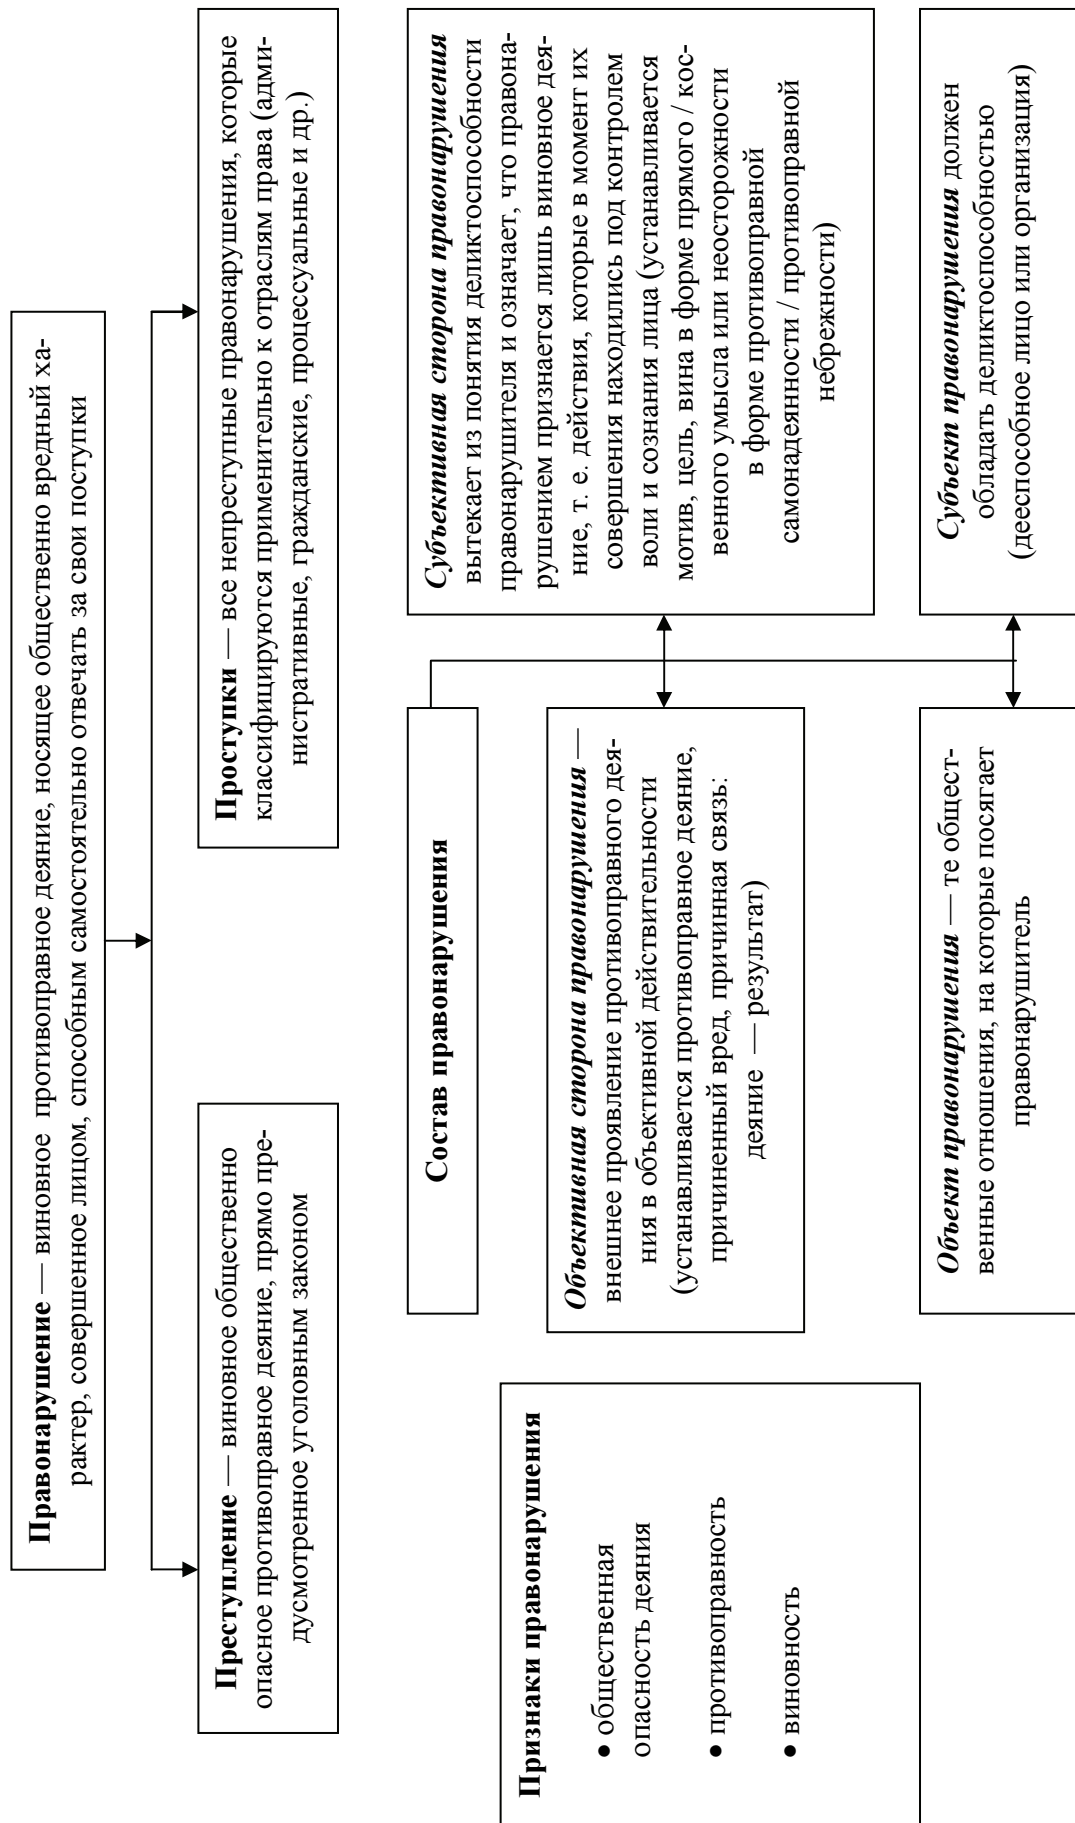 Правонарушение — виновное противоправное деяние, носящее общественно вредный ха-
рактер, совершенное лицом, способным самостоятельно отвечать за свои поступки
Преступление — виновное общественно
опасное противоправное деяние, прямо пре-
дусмотренное уголовным законом
Проступки — все непреступные правонарушения, которые
классифицируются применительно к отраслям права (адми-
нистративные, гражданские, процессуальные и др.)
Признаки правонарушения
● общественная
опасность деяния
● противоправность
● виновность
Состав правонарушения
Объективная сторона правонарушения —
внешнее проявление противоправного дея-
ния в объективной действительности
(устанавливается противоправное деяние,
причиненный вред, причинная связь:
деяние — результат)
Субъективная сторона правонарушения
вытекает из понятия деликтоспособности
правонарушителя и означает, что правона-
рушением признается лишь виновное дея-
ние, т. е. действия, которые в момент их
совершения находились под контролем
воли и сознания лица (устанавливается
мотив, цель, вина в форме прямого / кос-
венного умысла или неосторожности
в форме противоправной
самонадеянности / противоправной
небрежности)
Объект правонарушения — те общест-
венные отношения, на которые посягает
правонарушитель
Субъект правонарушения должен
обладать деликтоспособностью
(дееспособное лицо или организация)